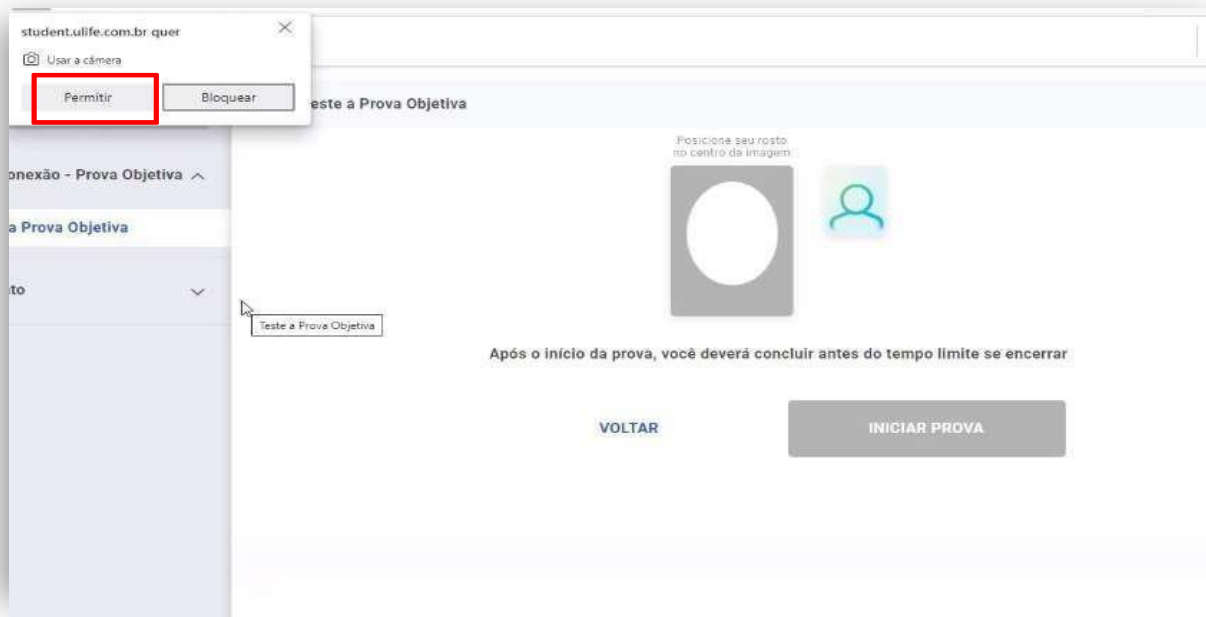 student.ulife.com.br quer
Usar a câmera
Permitir
Bloquear
este a Prova Objetiva
onexão - Prova Objetiva
a Prova Objetiva
to
Teste a Prova Objetiva
Posicione seu rosto
no centro da imagem
Após o início da prova, você deverá concluir antes do tempo limite se encerrar
VOLTAR
INICIAR PROVA